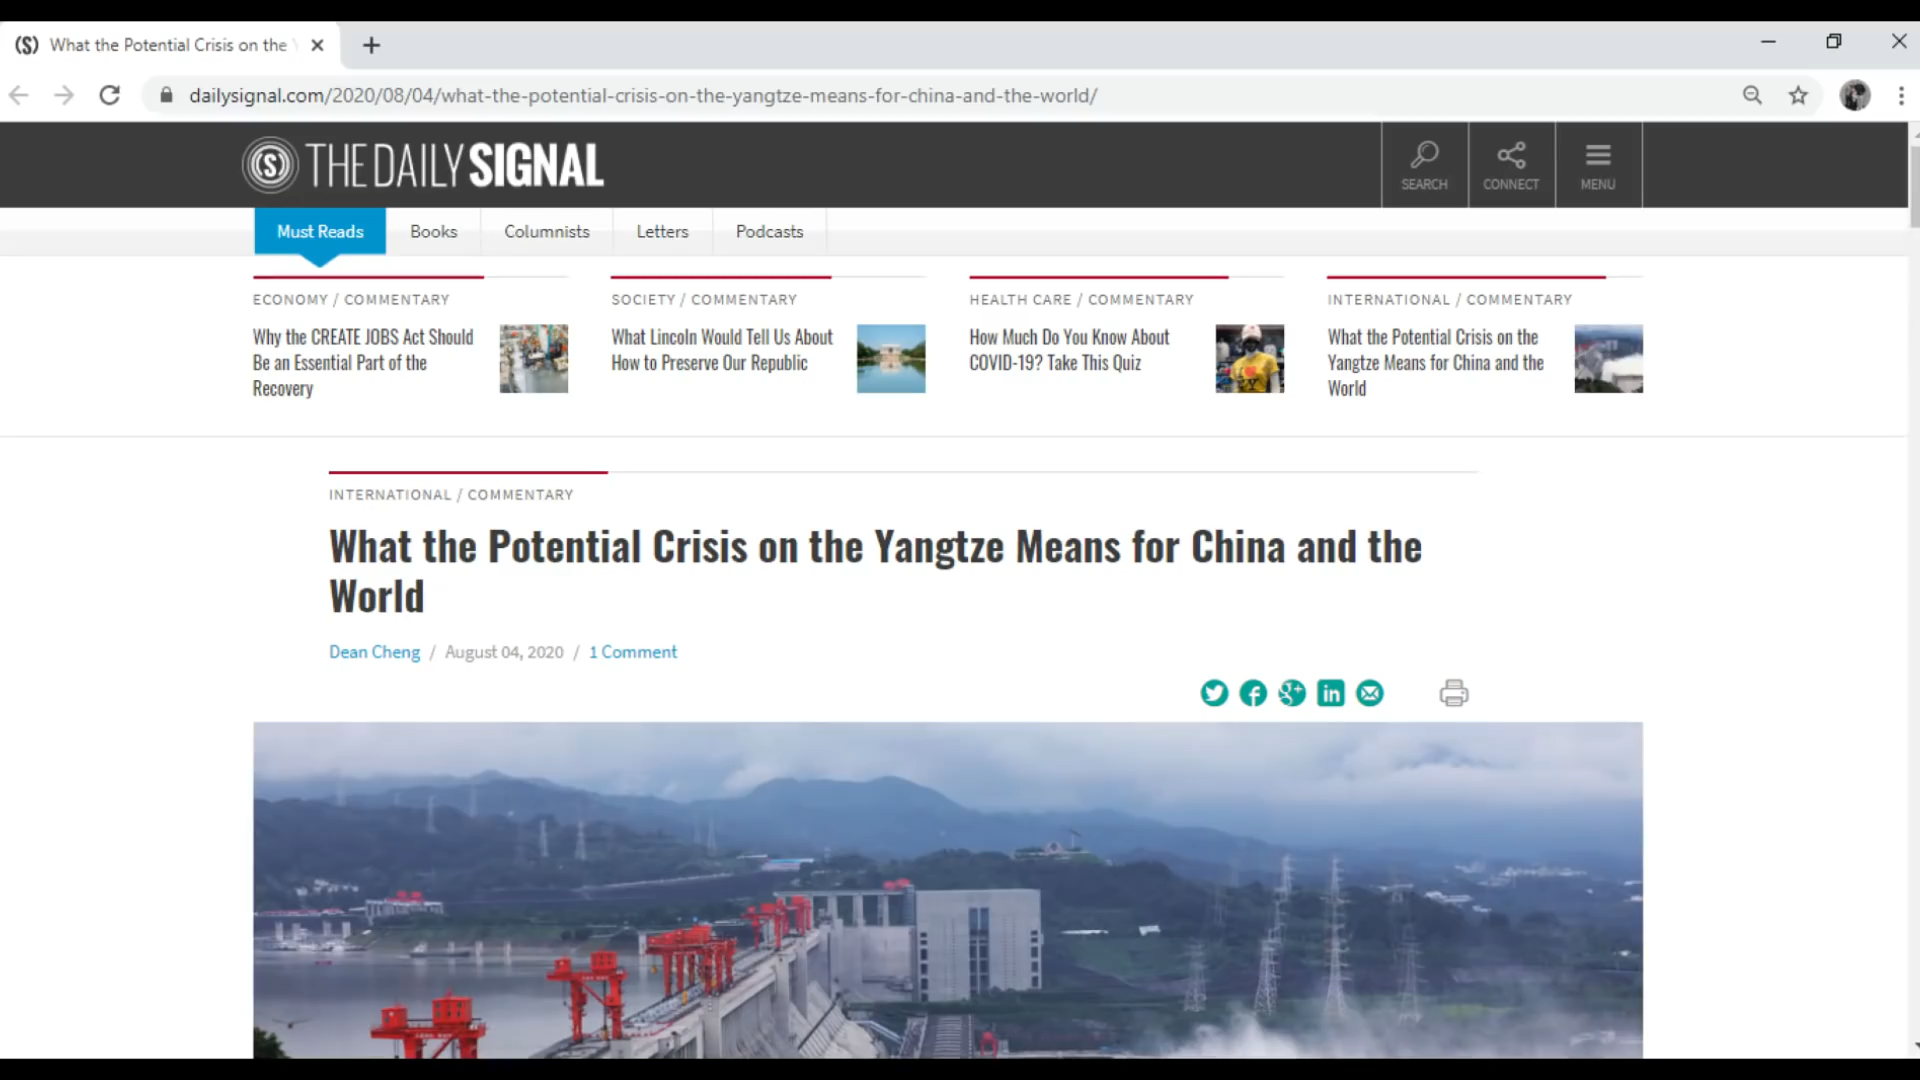 What the Potential Crisis on the
dailysignal.com/2020/08/04/what-the-potential-crisis-on-the-yangtze-means-for-china-and-the-world/
(S) THE DAILY SIGNAL
SEARCH
CONNECT
MENU
Must Reads
Books
Columnists
Letters
Podcasts
ECONOMY / COMMENTARY
Why the CREATE JOBS Act Should
Be an Essential Part of the
Recovery
SOCIETY / COMMENTARY
What Lincoln Would Tell Us About
How to Preserve Our Republic
HEALTH CARE / COMMENTARY
How Much Do You Know About
COVID-19? Take This Quiz
INTERNATIONAL / COMMENTARY
What the Potential Crisis on the
Yangtze Means for China and the
World
INTERNATIONAL / COMMENTARY
What the Potential Crisis on the Yangtze Means for China and the
World
Dean Cheng / August 04, 2020 / 1 Comment